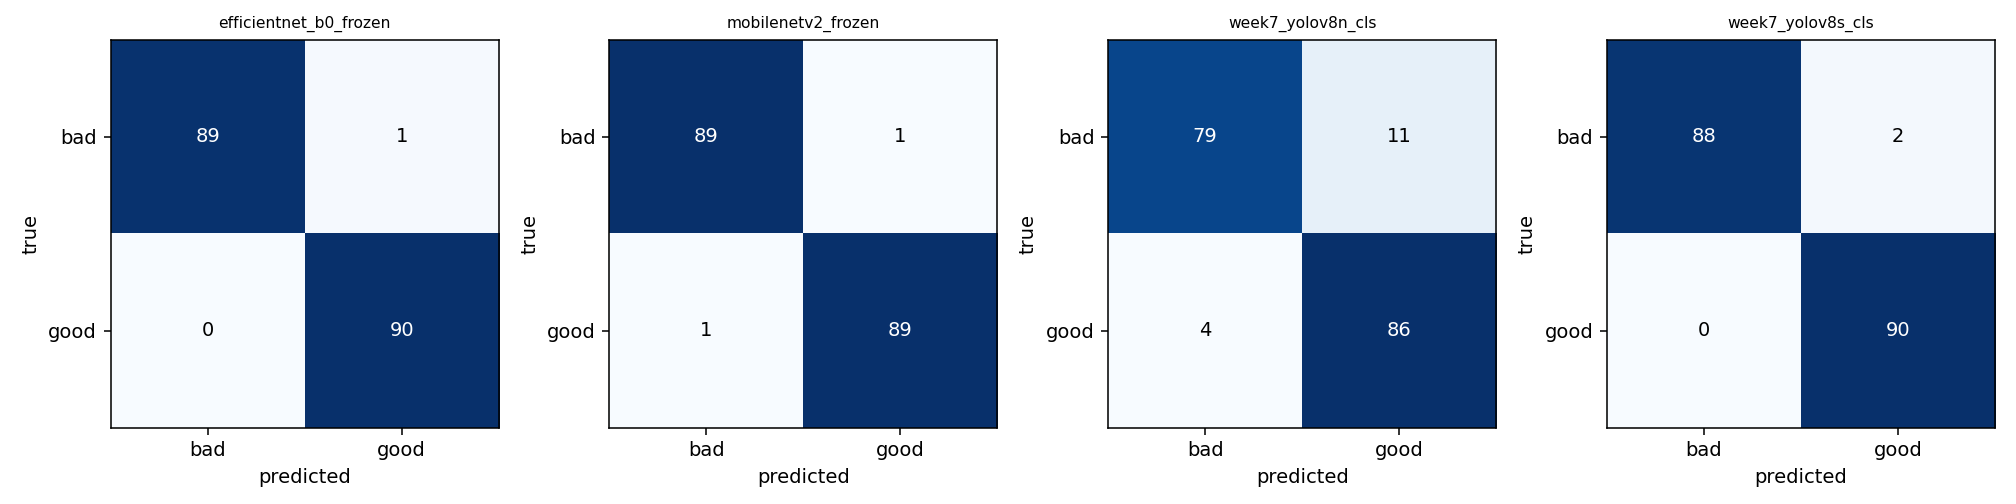 efficientnet_b0_frozen
bad 89 1
good 0 90
true
bad good
predicted
mobilenetv2_frozen
bad 89 1
good 1 89
true
bad good
predicted
week7_yolov8n_cls
bad 79 11
good 4 86
true
bad good
predicted
week7_yolov8s_cls
bad 88 2
good 0 90
true
bad good
predicted